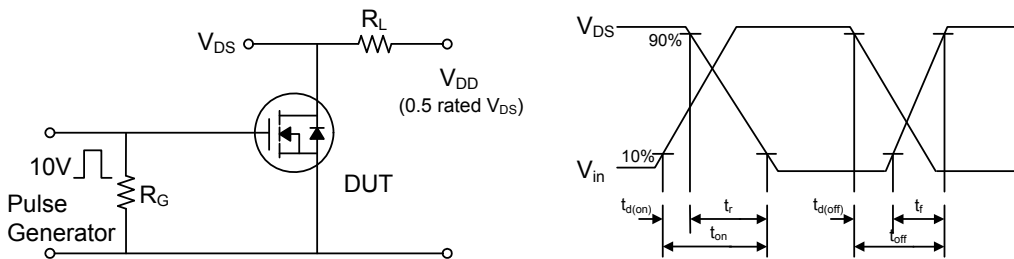 V_DS
R_L
V_DD
(0.5 rated V_DS)
10V
R_G
Pulse
Generator
DUT
V_DS
90%
10%
V_in
t_d(on)
t_r
t_on
t_d(off)
t_f
t_off